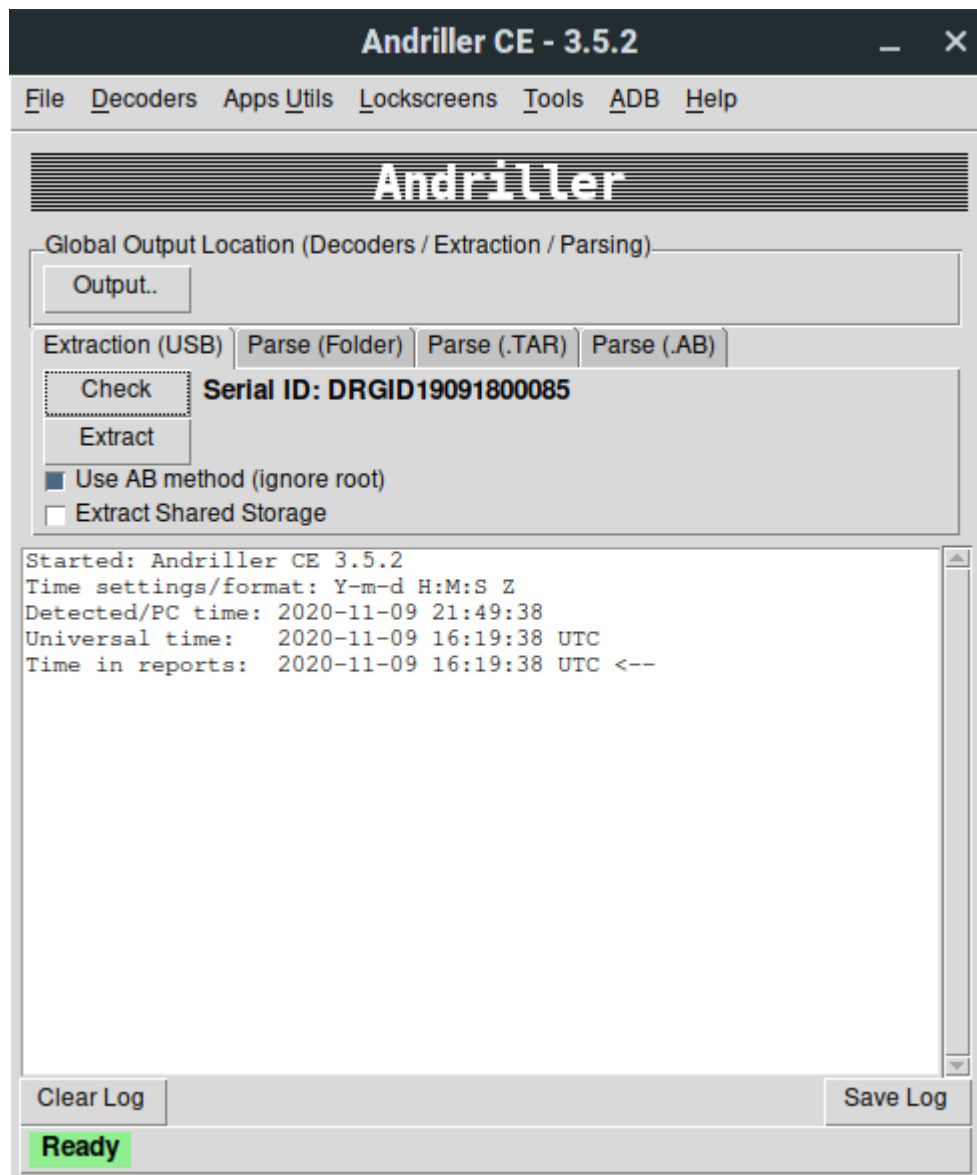 Andriller CE - 3.5.2
File Decoders Apps Utils Lockscreens Tools ADB Help
Andriller
Global Output Location (Decoders / Extraction / Parsing)
Output..
Extraction (USB) Parse (Folder) Parse (.TAR) Parse (.AB)
Check Serial ID: DRGID19091800085
Extract
Use AB method (ignore root)
Extract Shared Storage
Started: Andriller CE 3.5.2
Time settings/format: Y-m-d H:M:S Z
Detected/PC time: 2020-11-09 21:49:38
Universal time:   2020-11-09 16:19:38 UTC
Time in reports:  2020-11-09 16:19:38 UTC <--
Clear Log Save Log
Ready